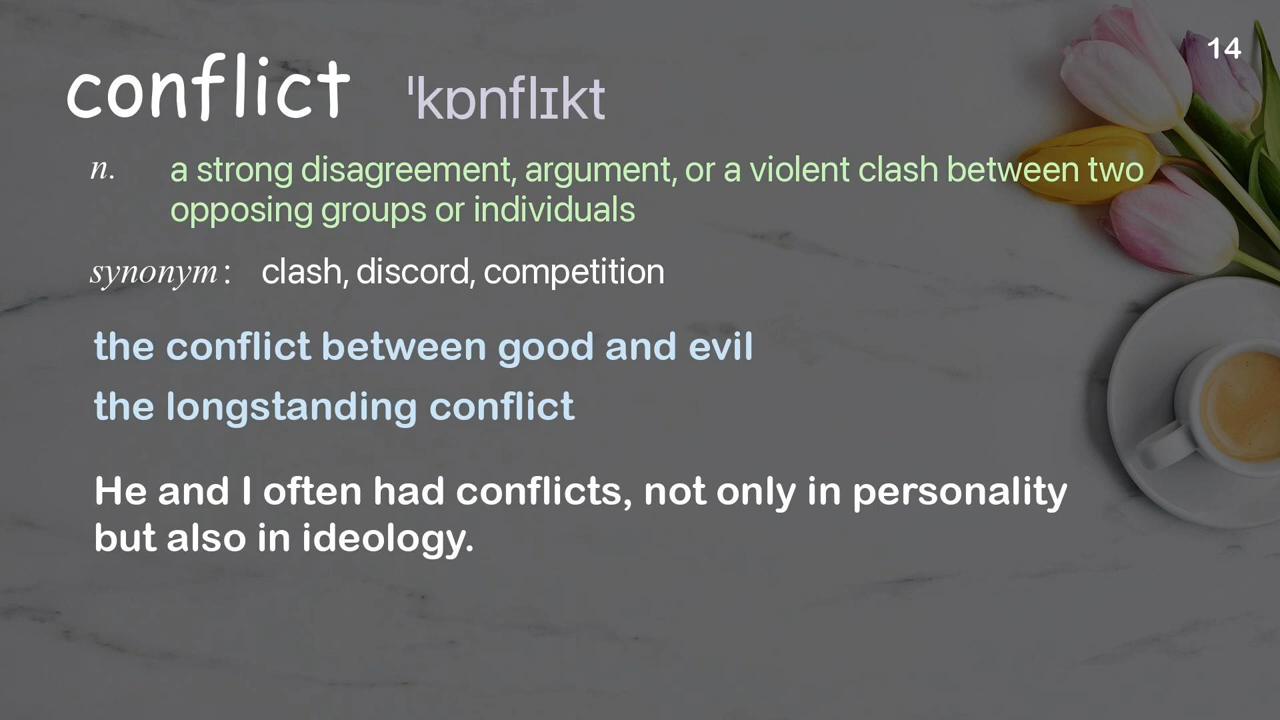 14
conflict ˈkɒnflɪkt
n. a strong disagreement, argument, or a violent clash between two
opposing groups or individuals
synonym: clash, discord, competition
the conflict between good and evil
the longstanding conflict
He and I often had conflicts, not only in personality
but also in ideology.